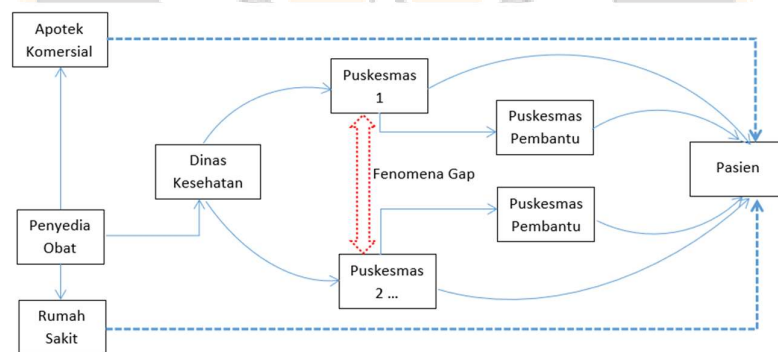 Apotek
Komersial
Puskesmas
1
Puskesmas
Pembantu
Dinas
Kesehatan
Fenomena Gap
Pasien
Puskesmas
Pembantu
Penyedia
Obat
Puskesmas
2 ...
Rumah
Sakit